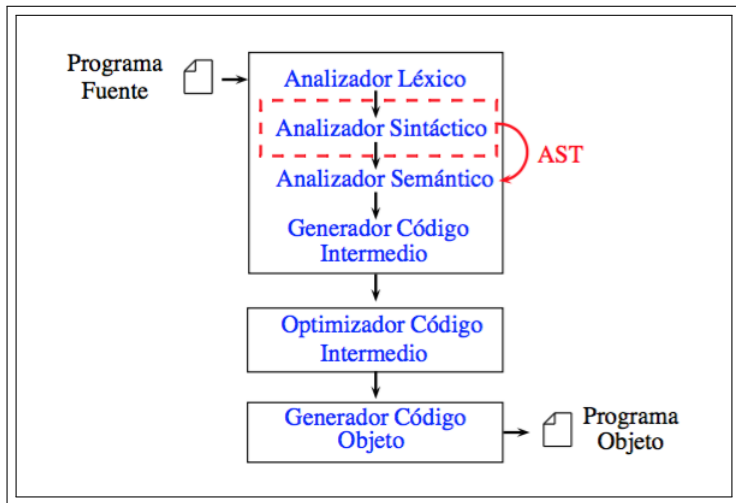 Programa
Fuente
Analizador Léxico
Analizador Sintáctico
AST
Analizador Semántico
Generador Código
Intermedio
Optimizador Código
Intermedio
Generador Código
Objeto
Programa
Objeto